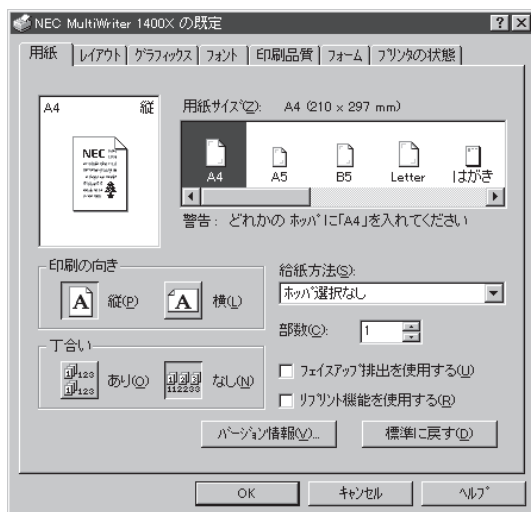 NEC MultiWriter 1400X の既定
用紙 レイアウト グラフィックス フォント 印刷品質 フォーム プリンタの状態
A4 縦
NEC
用紙サイズ(Z): A4 (210 x 297 mm)
A4 A5 B5 Letter はがき
警告: どれかの ホッパに「A4」を入れてください
印刷の向き
縦(P) 横(L)
給紙方法(S):
ホッパ選択なし
部数(C): 1
丁合い
あり(O) なし(N)
フェイスアップ排出を使用する(U)
リプリント機能を使用する(R)
バージョン情報(V)... 標準に戻す(D)
OK キャンセル ヘルプ